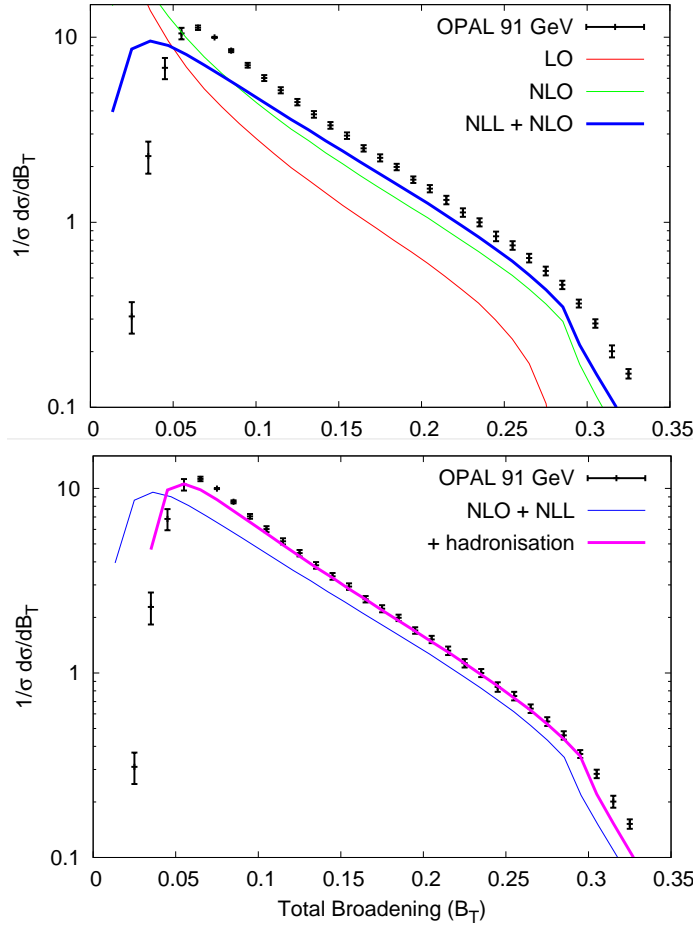 10
1
0.1
1/σ dσ/dB_T
OPAL 91 GeV
LO
NLO
NLL + NLO
0 0.05 0.1 0.15 0.2 0.25 0.3 0.35
10
1
0.1
1/σ dσ/dB_T
OPAL 91 GeV
NLO + NLL
+ hadronisation
0 0.05 0.1 0.15 0.2 0.25 0.3 0.35
Total Broadening (B_T)